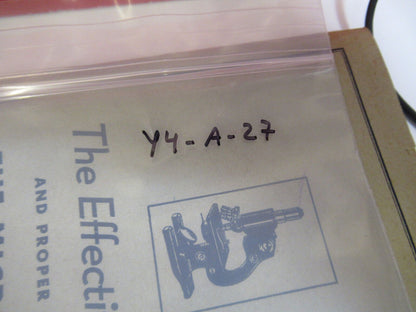 Y4-A-27
The Effecti
AND PROPER